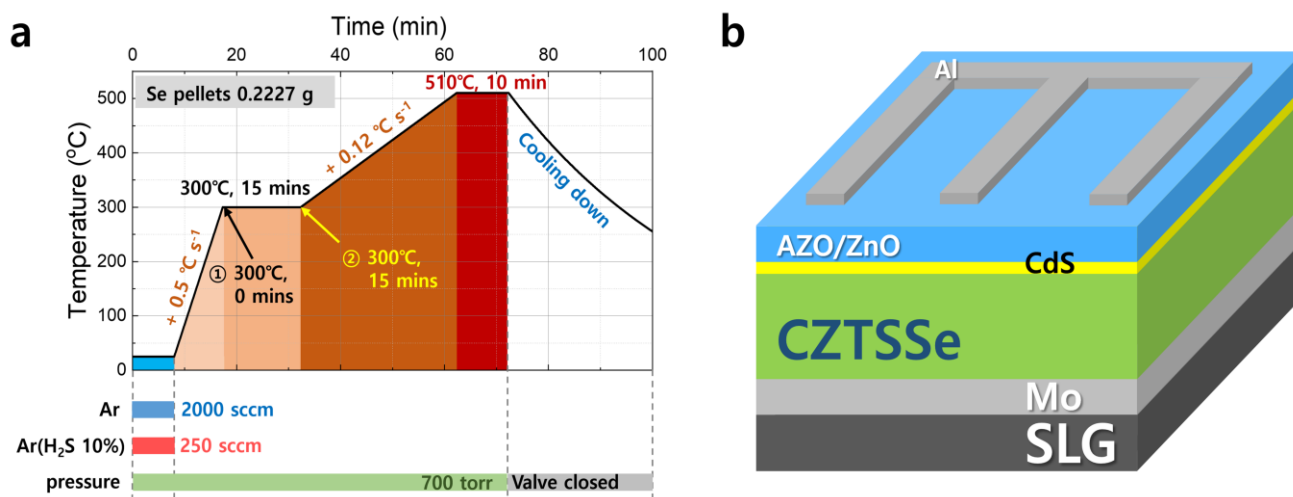 a
Time (min)
0 20 40 60 80 100
Se pellets 0.2227 g
510℃, 10 min
500
400
300
200
100
0
Temperature (°C)
+ 0.5 ℃ s⁻¹
300℃, 15 mins
① 300℃,
0 mins
+ 0.12 ℃ s⁻¹
② 300℃,
15 mins
Cooling down
Ar
2000 sccm
Ar(H₂S 10%)
250 sccm
pressure
700 torr
Valve closed
b
Al
AZO/ZnO
CdS
CZTSSe
Mo
SLG